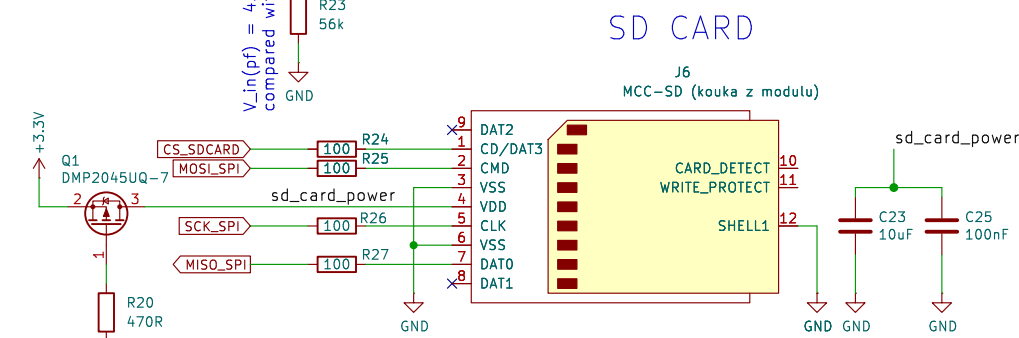 R23
56k
V_in(pf) = 4
compared wi
GND
SD CARD
J6
MCC-SD (kouka z modulu)
+3.3V
Q1
DMP2045UQ-7
2
3
1
R20
470R
CS_SDCARD
100
R24
MOSI_SPI
100
R25
sd_card_power
SCK_SPI
100
R26
MISO_SPI
100
R27
GND
9 DAT2
1 CD/DAT3
2 CMD
3 VSS
4 VDD
5 CLK
6 VSS
7 DAT0
8 DAT1
CARD_DETECT 10
WRITE_PROTECT 11
SHELL1 12
GND
sd_card_power
C23
10uF
GND
C25
100nF
GND